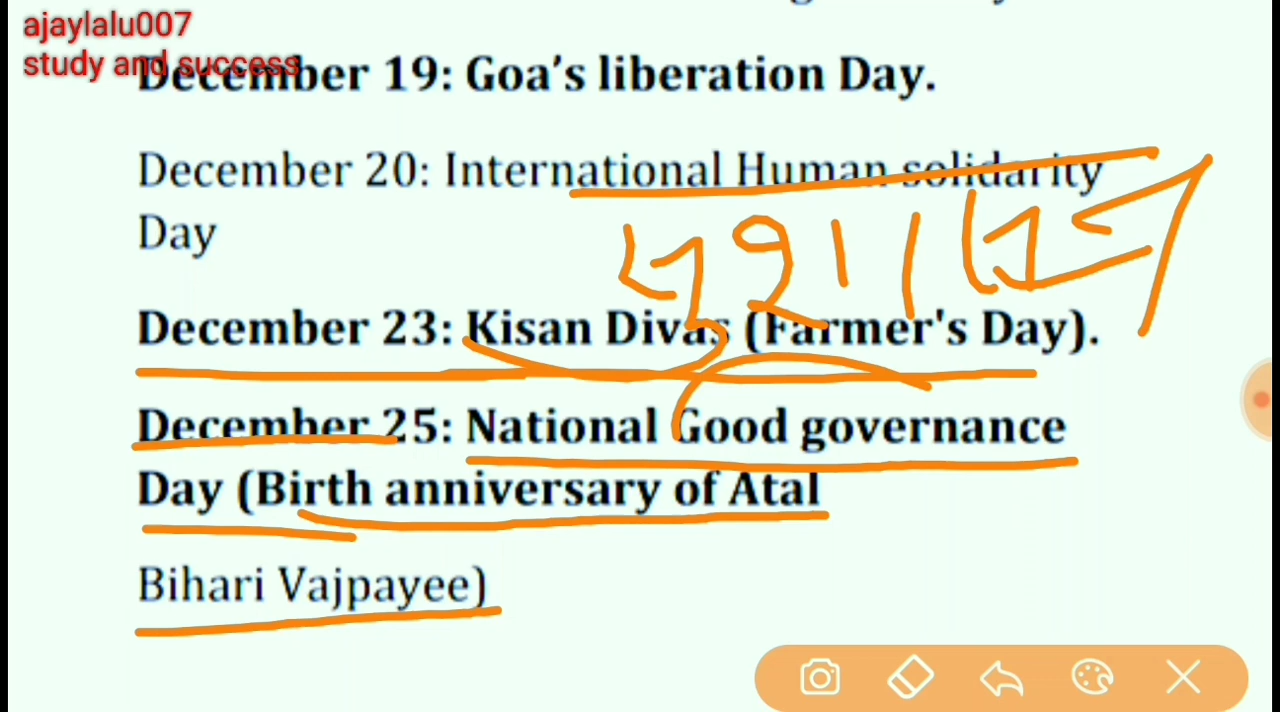 ajaylalu007
study and success
December 19: Goa's liberation Day.
December 20: International Human solidarity
Day
December 23: Kisan Divas (Farmer's Day).
December 25: National Good governance
Day (Birth anniversary of Atal
Bihari Vajpayee)